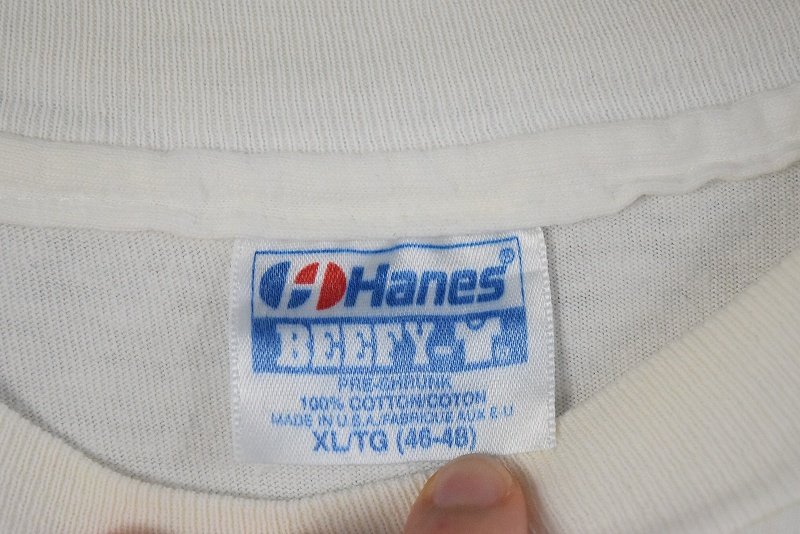 Hanes®
BEEFY-T®
PRE-SHRUNK
100% COTTON/COTON
MADE IN U.S.A./FABRIQUE AUX E.U
XL/TG (46-48)